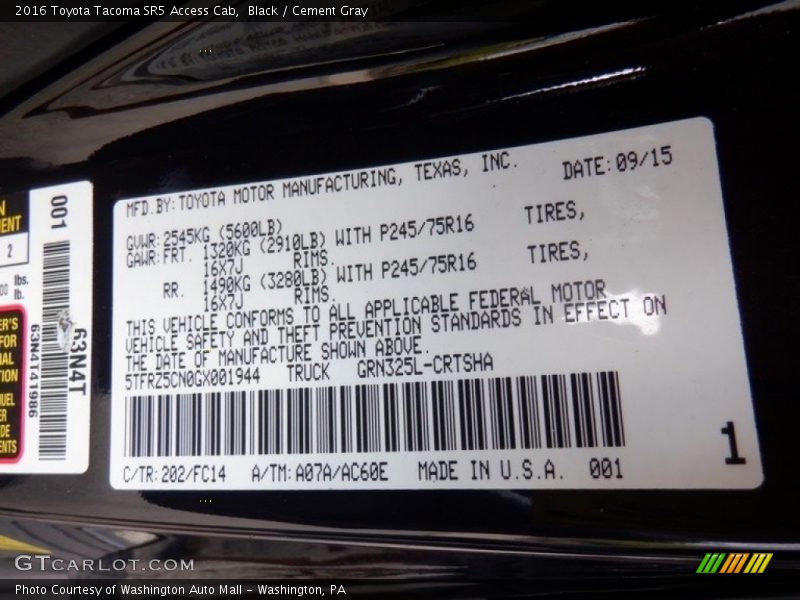 2016 Toyota Tacoma SR5 Access Cab, Black / Cement Gray
MFD.BY: TOYOTA MOTOR MANUFACTURING, TEXAS, INC. DATE: 09/15
GVWR: 2545KG (5600LB)
GAWR: FRT. 1320KG (2910LB) WITH P245/75R16 TIRES,
16X7J RIMS.
RR. 1490KG (3280LB) WITH P245/75R16 TIRES,
16X7J RIMS.
THIS VEHICLE CONFORMS TO ALL APPLICABLE FEDERAL MOTOR
VEHICLE SAFETY AND THEFT PREVENTION STANDARDS IN EFFECT ON
THE DATE OF MANUFACTURE SHOWN ABOVE.
5TFRZ5CN0GX001944 TRUCK GRN325L-CRTSHA
C/TR: 202/FC14 A/TM: A07A/AC60E MADE IN U.S.A. 001
1
001
63N4T
63N4TC1986
2
lbs.
lb.
GTCARLOT.COM
Photo Courtesy of Washington Auto Mall - Washington, PA